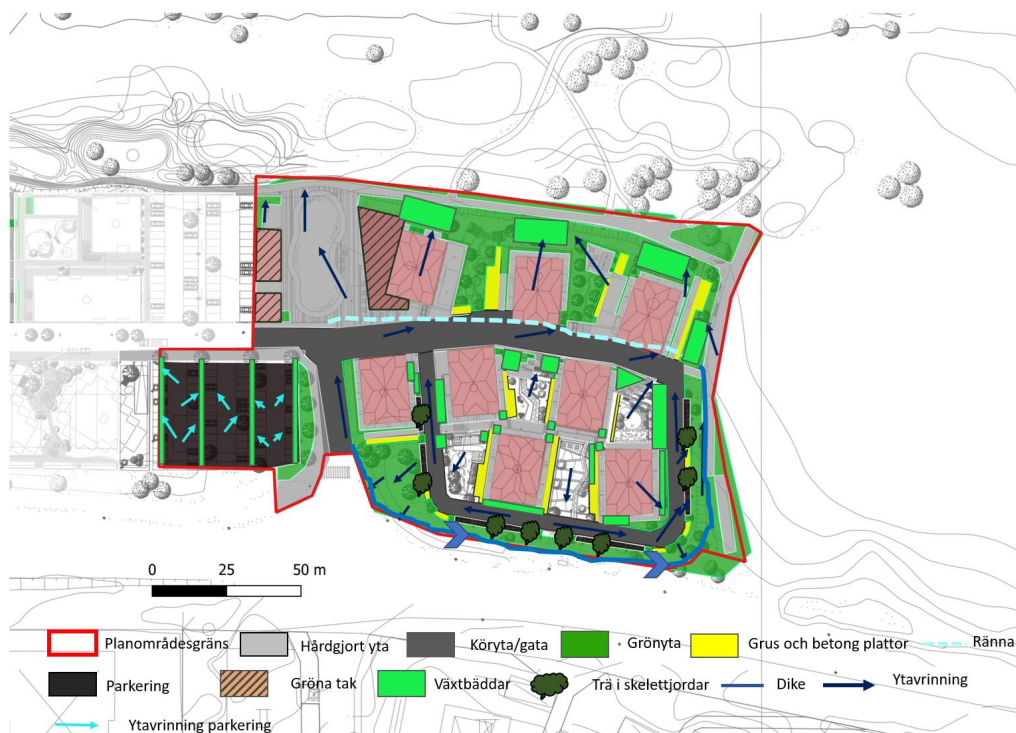 0 25 50 m
Planområdesgräns Hårdgjort yta Köryta/gata Grönyta Grus och betong plattor Ränna
Parkering Gröna tak Växtbäddar Trä i skelettjordar Dike Ytavrinning
Ytavrinning parkering